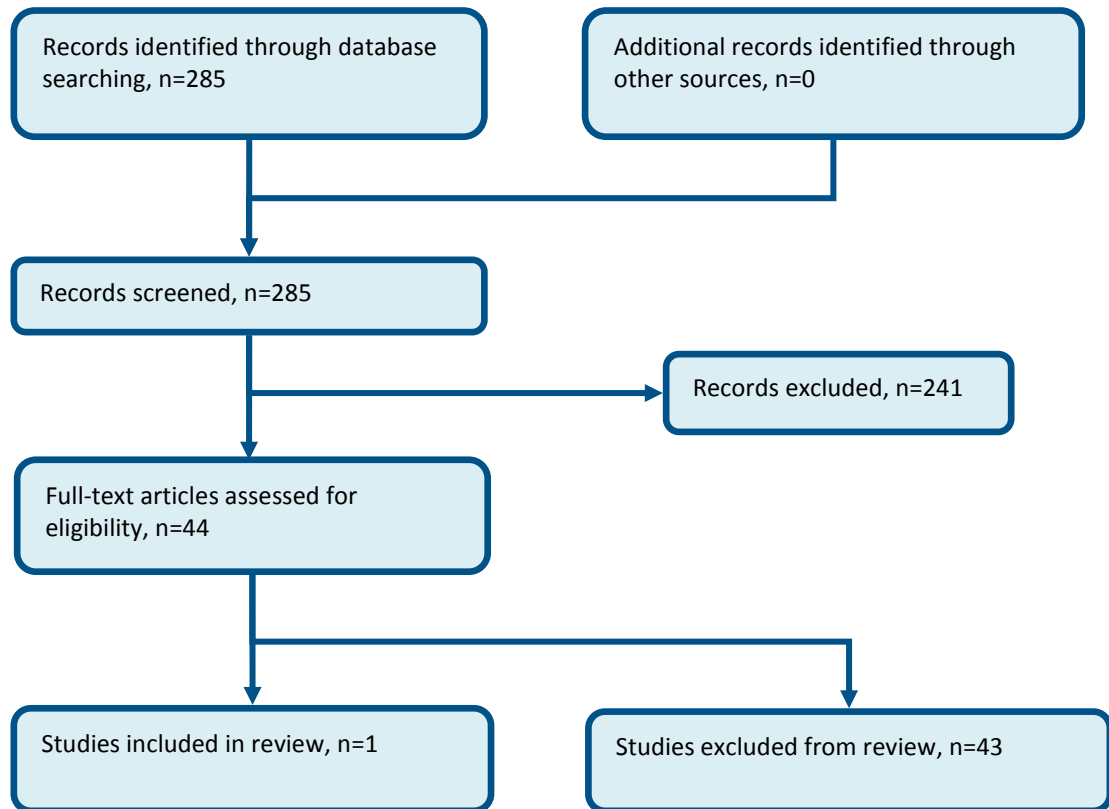 Records identified through database
searching, n=285
Additional records identified through
other sources, n=0
Records screened, n=285
Records excluded, n=241
Full-text articles assessed for
eligibility, n=44
Studies included in review, n=1
Studies excluded from review, n=43